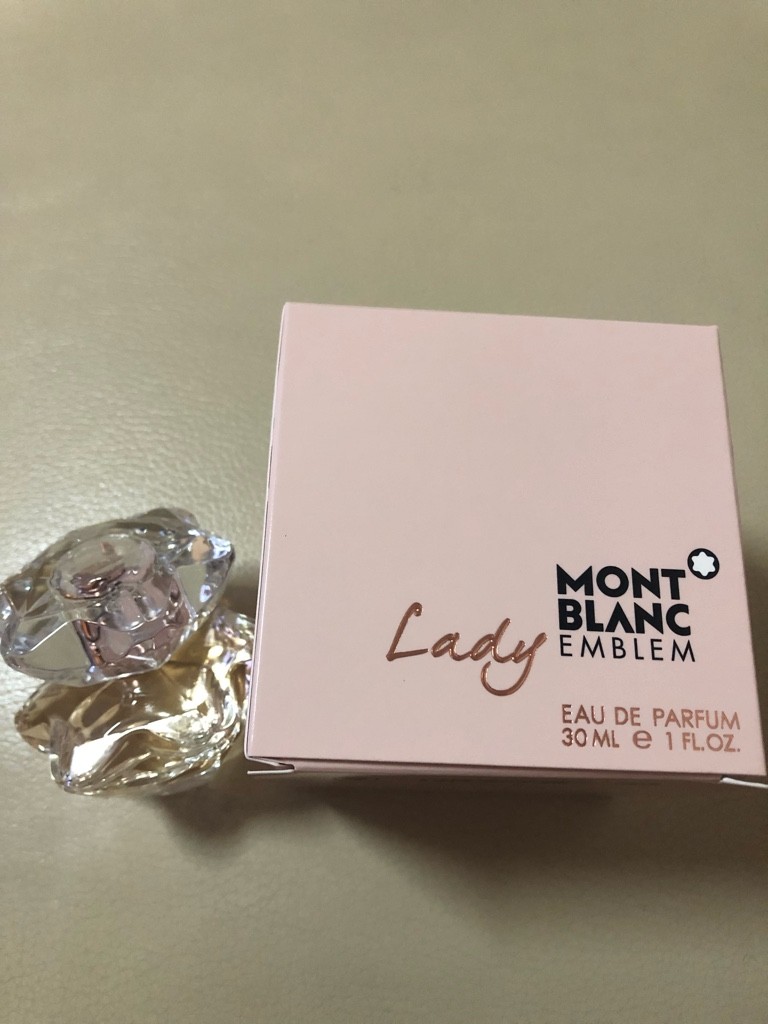 Lady
MONT
BLANC
EMBLEM
EAU DE PARFUM
30 ML e 1 FL.OZ.